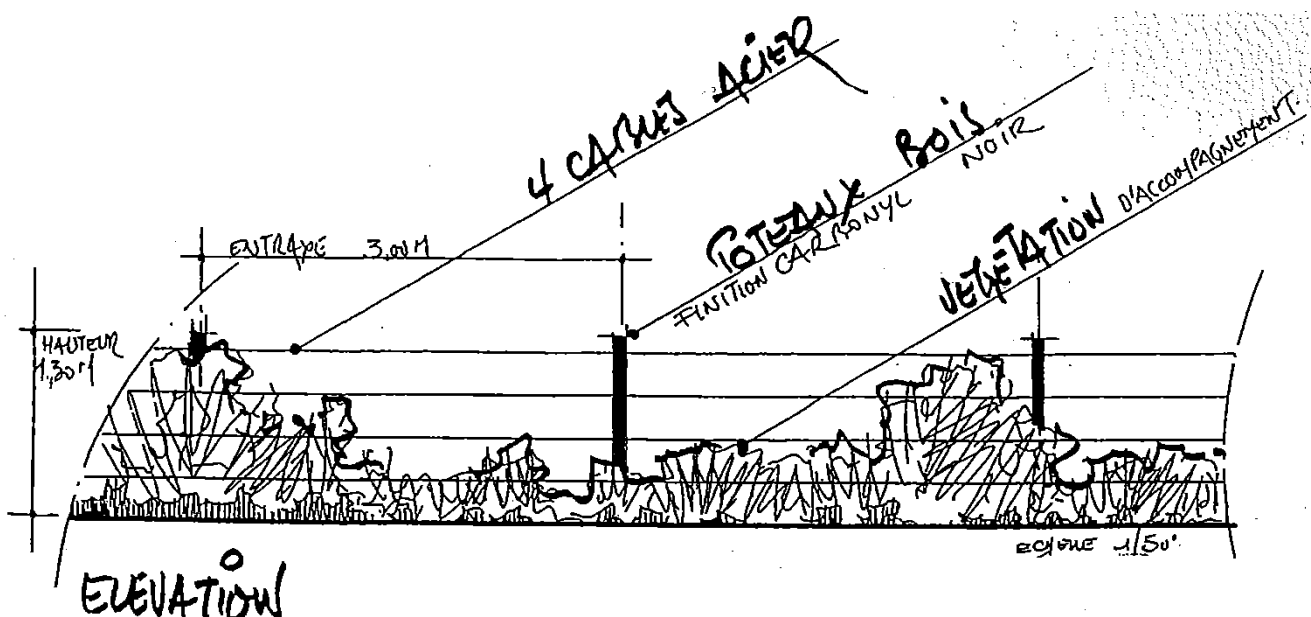 4 CABLES ACIER
POTEAUX BOIS.
FINITION CARBONYL NOIR
VEGETATION D'ACCOMPAGNEMENT.
ENTRAXE 3,00M
HAUTEUR
1,30M
ECHELLE 1/50°
ELEVATION